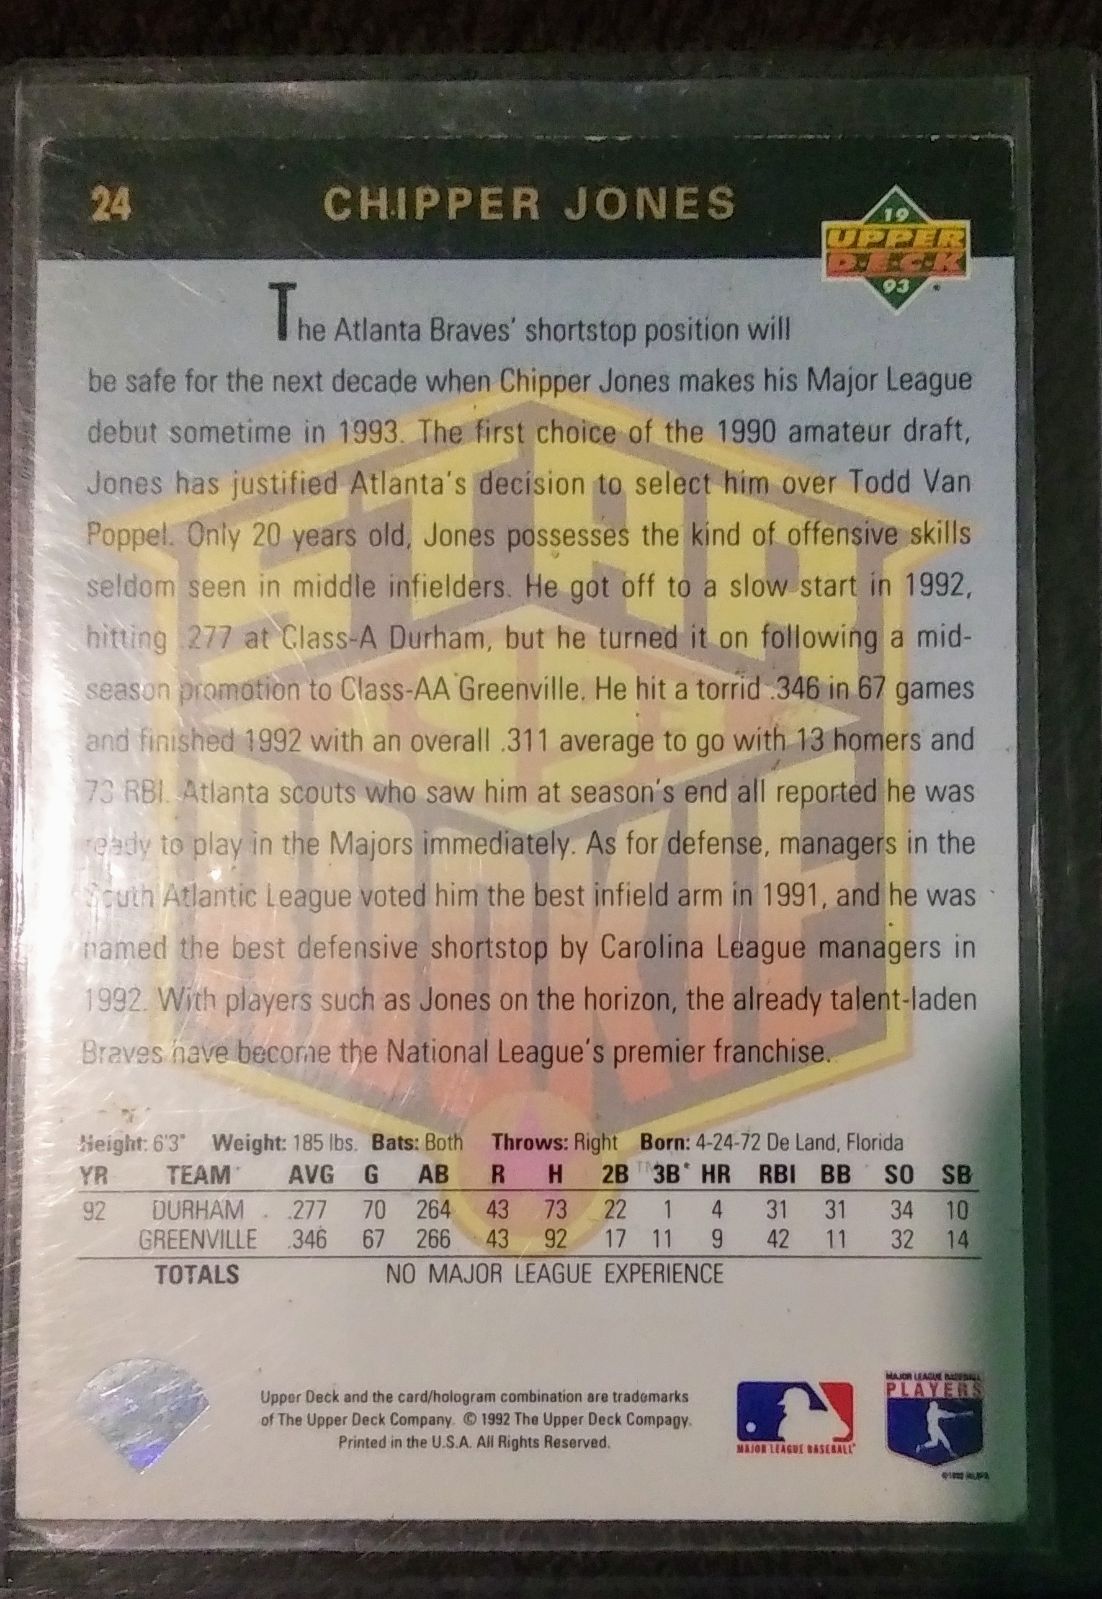 24 CHIPPER JONES
19
UPPER
D·E·C·K
93
The Atlanta Braves' shortstop position will
be safe for the next decade when Chipper Jones makes his Major League
debut sometime in 1993. The first choice of the 1990 amateur draft,
Jones has justified Atlanta's decision to select him over Todd Van
Poppel. Only 20 years old, Jones possesses the kind of offensive skills
seldom seen in middle infielders. He got off to a slow start in 1992,
hitting .277 at Class-A Durham, but he turned it on following a mid-
season promotion to Class-AA Greenville. He hit a torrid .346 in 67 games
and finished 1992 with an overall .311 average to go with 13 homers and
73 RBI. Atlanta scouts who saw him at season's end all reported he was
ready to play in the Majors immediately. As for defense, managers in the
South Atlantic League voted him the best infield arm in 1991, and he was
named the best defensive shortstop by Carolina League managers in
1992. With players such as Jones on the horizon, the already talent-laden
Braves have become the National League's premier franchise.
STAR
ROOKIE
Height: 6'3" Weight: 185 lbs. Bats: Both Throws: Right Born: 4-24-72 De Land, Florida
YR TEAM AVG G AB R H 2B 3B HR RBI BB SO SB
92 DURHAM .277 70 264 43 73 22 1 4 31 31 34 10
GREENVILLE .346 67 266 43 92 17 11 9 42 11 32 14
TOTALS NO MAJOR LEAGUE EXPERIENCE
Upper Deck and the card/hologram combination are trademarks
of The Upper Deck Company. © 1992 The Upper Deck Company.
Printed in the U.S.A. All Rights Reserved.
MAJOR LEAGUE BASEBALL
MAJOR LEAGUE BASEBALL
PLAYERS